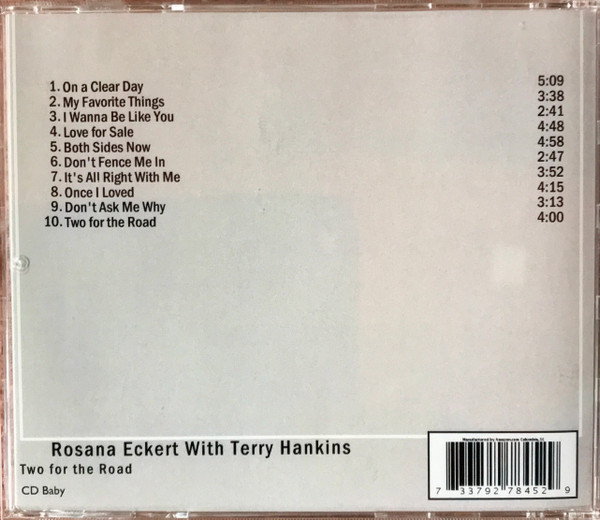 1. On a Clear Day 5:09
2. My Favorite Things 3:38
3. I Wanna Be Like You 2:41
4. Love for Sale 4:48
5. Both Sides Now 4:58
6. Don't Fence Me In 2:47
7. It's All Right With Me 3:52
8. Once I Loved 4:15
9. Don't Ask Me Why 3:13
10. Two for the Road 4:00
Rosana Eckert With Terry Hankins
Two for the Road
CD Baby
Manufactured by Amazon.com
7 33792 78452 9